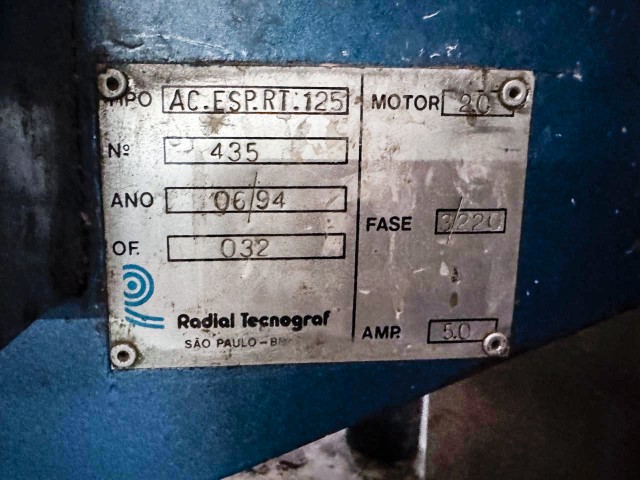 TIPO AC.ESP.RT.125
Nº 435
ANO 06/94
OF. 032
Radial Tecnograf
SÃO PAULO-BR
MOTOR 2.0
FASE 3/220
AMP. 5.0